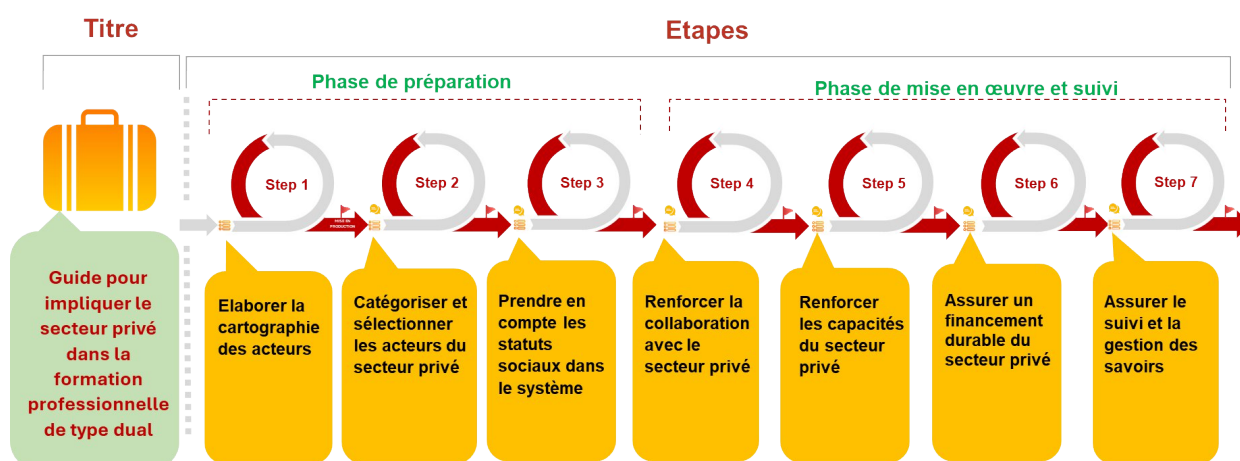 Titre
Etapes
Phase de préparation
Phase de mise en œuvre et suivi
Step 1
Step 2
Step 3
Step 4
Step 5
Step 6
Step 7
MISE EN
PRODUCTION
Guide pour
impliquer le
secteur privé
dans la
formation
professionnelle
de type dual
Elaborer la
cartographie
des acteurs
Catégoriser et
sélectionner
les acteurs du
secteur privé
Prendre en
compte les
statuts
sociaux dans
le système
Renforcer la
collaboration
avec le
secteur privé
Renforcer
les capacités
du secteur
privé
Assurer un
financement
durable du
secteur privé
Assurer le
suivi et la
gestion des
savoirs